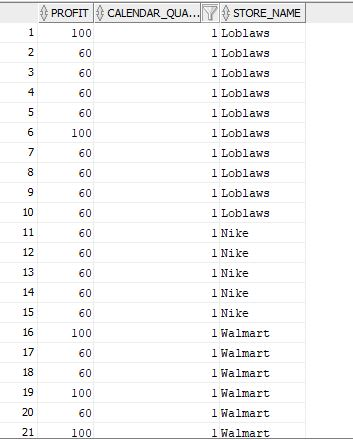 PROFIT CALENDAR_QUA... STORE_NAME
1 100 1 Loblaws
2 60 1 Loblaws
3 60 1 Loblaws
4 60 1 Loblaws
5 60 1 Loblaws
6 100 1 Loblaws
7 60 1 Loblaws
8 60 1 Loblaws
9 60 1 Loblaws
10 60 1 Loblaws
11 60 1 Nike
12 60 1 Nike
13 60 1 Nike
14 60 1 Nike
15 60 1 Nike
16 100 1 Walmart
17 60 1 Walmart
18 60 1 Walmart
19 100 1 Walmart
20 60 1 Walmart
21 100 1 Walmart